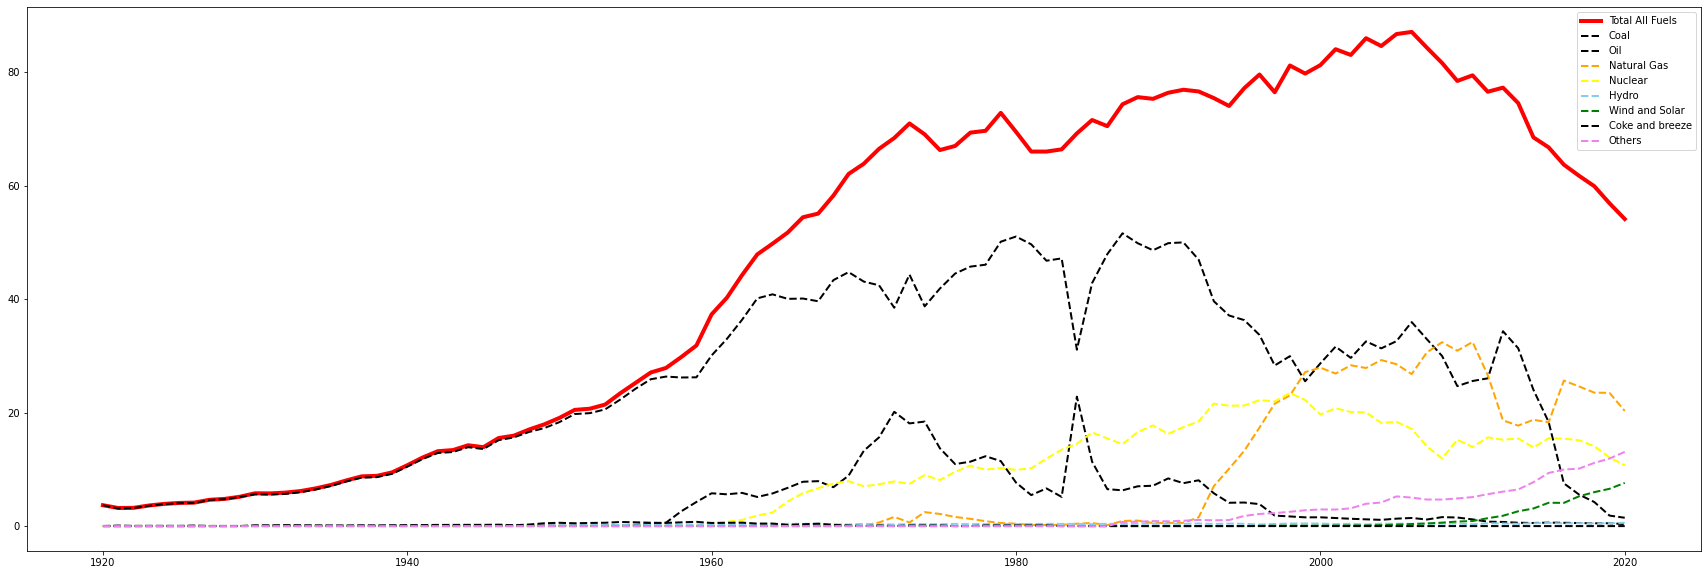 Total All Fuels
Coal
Oil
Natural Gas
Nuclear
Hydro
Wind and Solar
Coke and breeze
Others
80
60
40
20
0
1920 1940 1960 1980 2000 2020